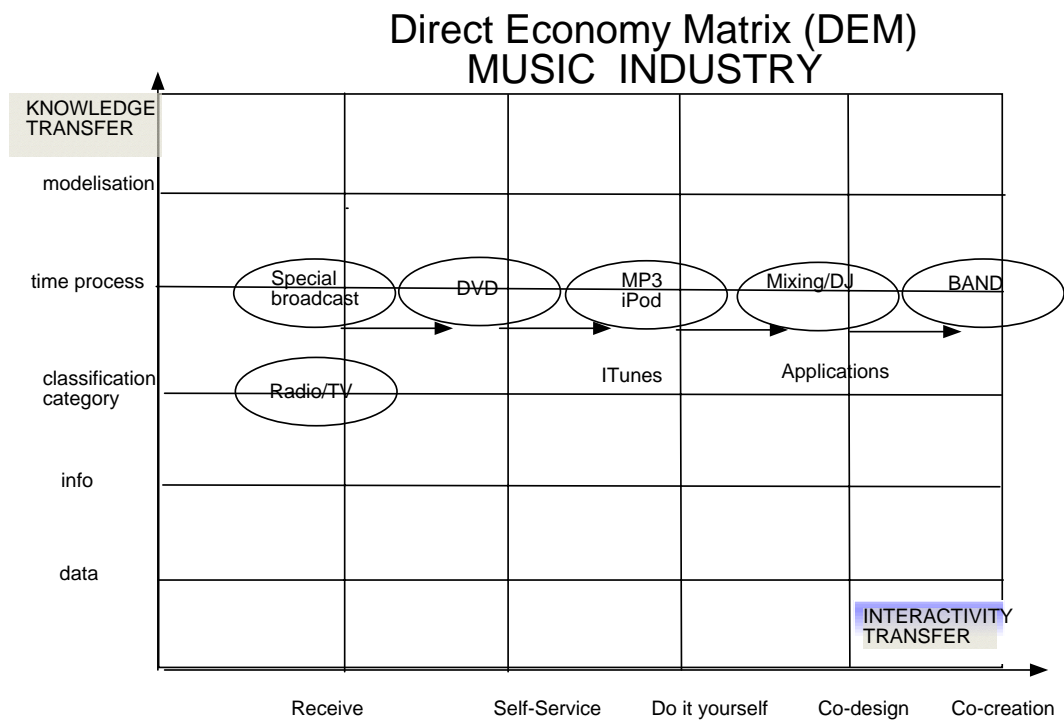 Direct Economy Matrix (DEM)
MUSIC INDUSTRY
KNOWLEDGE
TRANSFER
modelisation
time process
Special
broadcast
DVD
MP3
iPod
Mixing/DJ
BAND
classification
category
Radio/TV
ITunes
Applications
info
data
INTERACTIVITY
TRANSFER
Receive
Self-Service
Do it yourself
Co-design
Co-creation